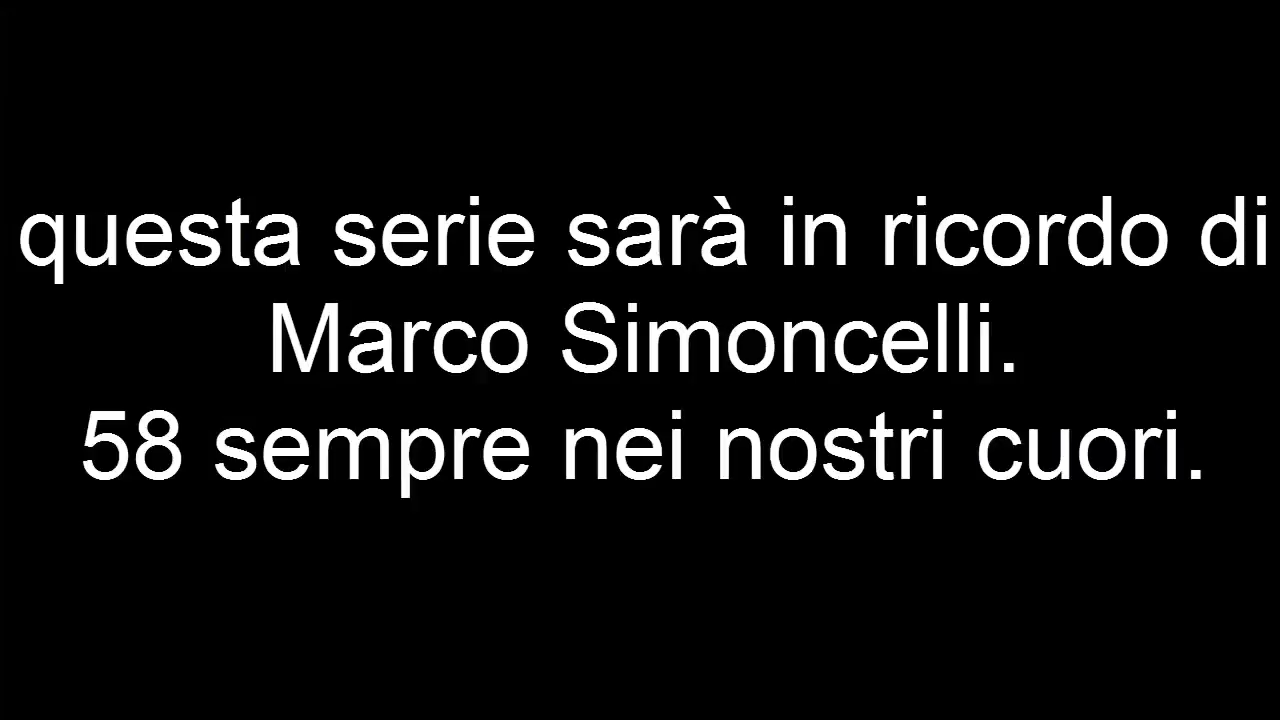 questa serie sarà in ricordo di
Marco Simoncelli.
58 sempre nei nostri cuori.